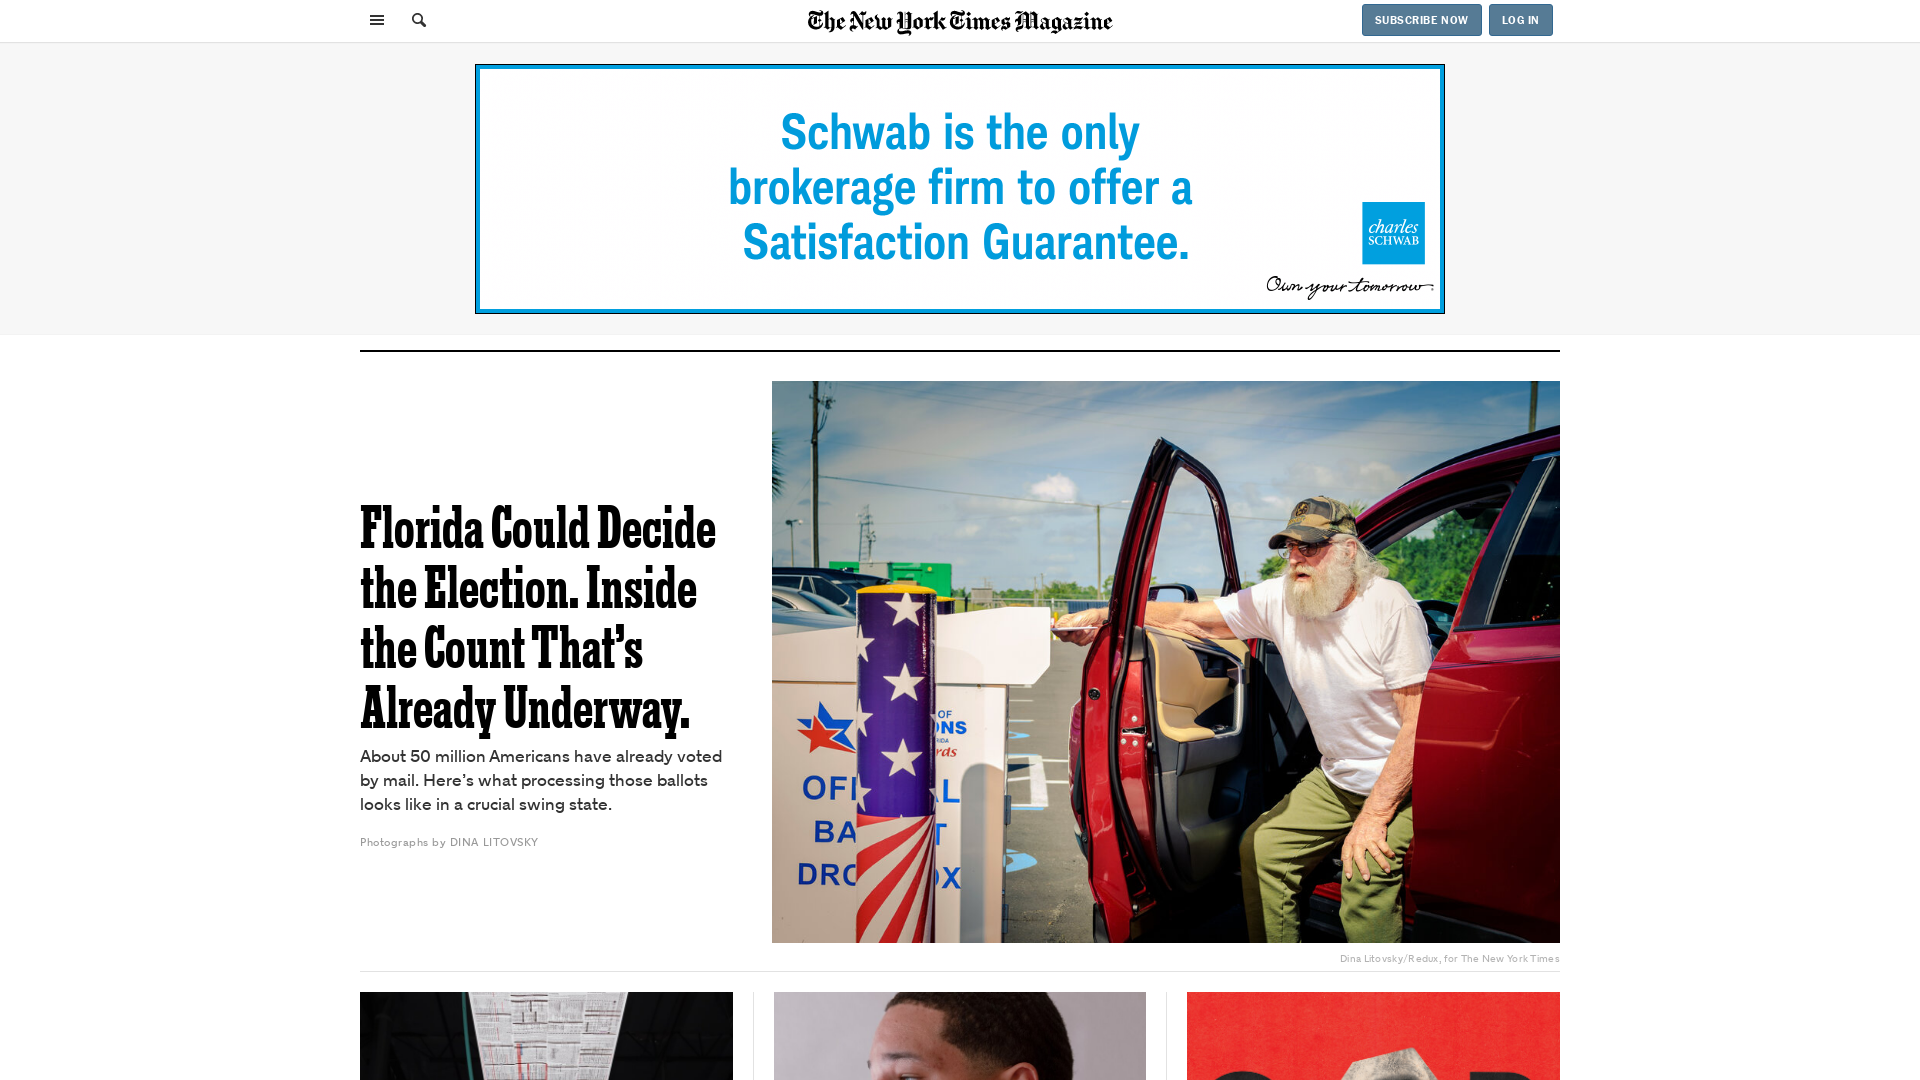 The New York Times Magazine
SUBSCRIBE NOW
LOG IN
Schwab is the only
brokerage firm to offer a
Satisfaction Guarantee.
charles
SCHWAB
Own your tomorrow.
Florida Could Decide
the Election. Inside
the Count That’s
Already Underway.
About 50 million Americans have already voted
by mail. Here’s what processing those ballots
looks like in a crucial swing state.
Photographs by DINA LITOVSKY
OF
ONS
rds
OFI AL
BA T
DRO OX
Dina Litovsky/Redux, for The New York Times